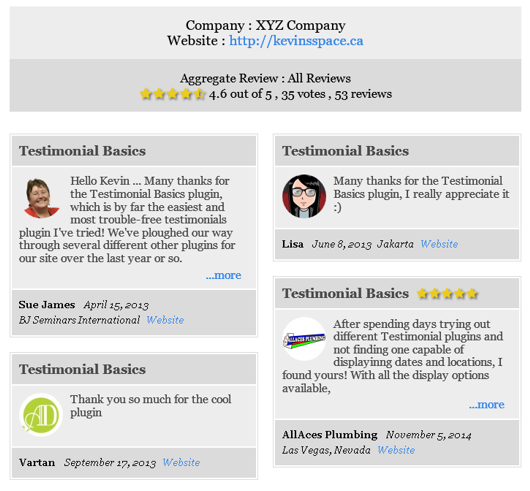 Company : XYZ Company
Website : http://kevinsspace.ca
Aggregate Review : All Reviews
4.6 out of 5 , 35 votes , 53 reviews
Testimonial Basics
Hello Kevin ... Many thanks for
the Testimonial Basics plugin,
which is by far the easiest and
most trouble-free testimonials
plugin I've tried! We've ploughed our way
through several different other plugins for
our site over the last year or so.
...more
Sue James April 15, 2013
BJ Seminars International Website
Testimonial Basics
Thank you so much for the cool
plugin
Vartan September 17, 2013 Website
Testimonial Basics
Many thanks for the Testimonial
Basics plugin, I really appreciate it
:)
Lisa June 8, 2013 Jakarta Website
Testimonial Basics
ALLACES PLUMBING
After spending days trying out
different Testimonial plugins and
not finding one capable of
displayinng dates and locations, I
found yours! With all the display options
available,
...more
AllAces Plumbing November 5, 2014
Las Vegas, Nevada Website